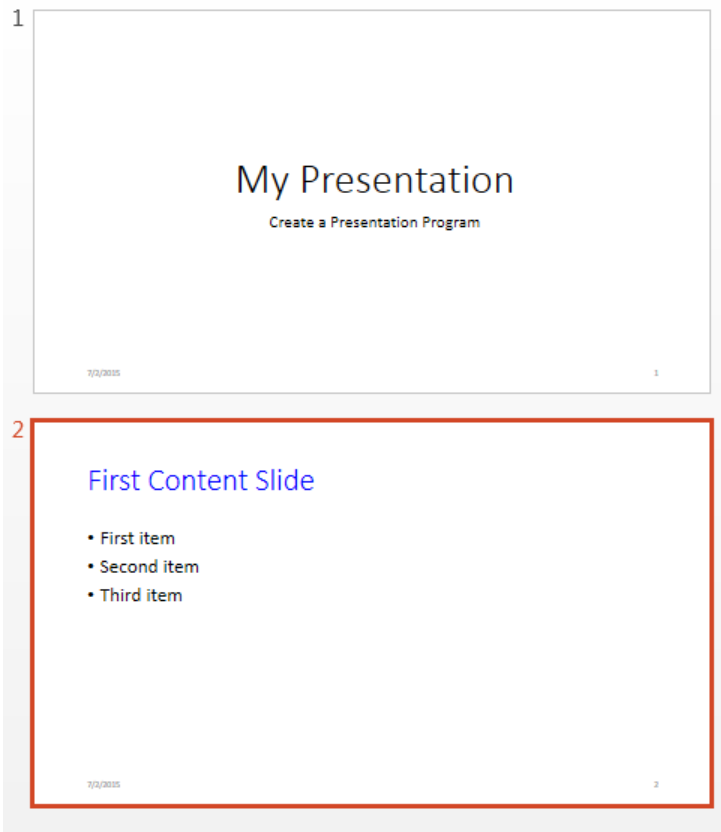 1
My Presentation
Create a Presentation Program
7/2/2015 1
2
First Content Slide
• First item
• Second item
• Third item
7/2/2015 2